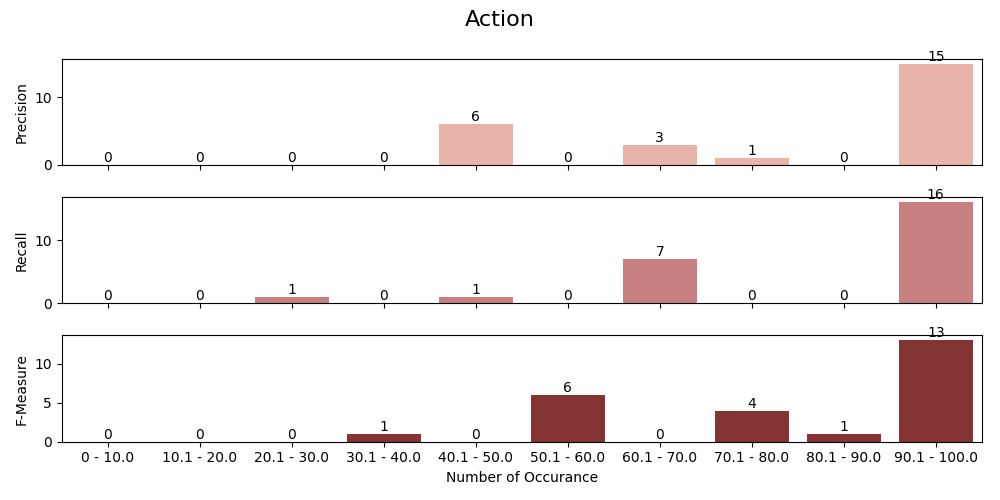 Action
Precision
10
0
0 0 0 0 6 0 3 1 0 15
Recall
10
0
0 0 1 0 1 0 7 0 0 16
F-Measure
10
5
0
0 0 0 1 0 6 0 4 1 13
0 - 10.0 10.1 - 20.0 20.1 - 30.0 30.1 - 40.0 40.1 - 50.0 50.1 - 60.0 60.1 - 70.0 70.1 - 80.0 80.1 - 90.0 90.1 - 100.0
Number of Occurance